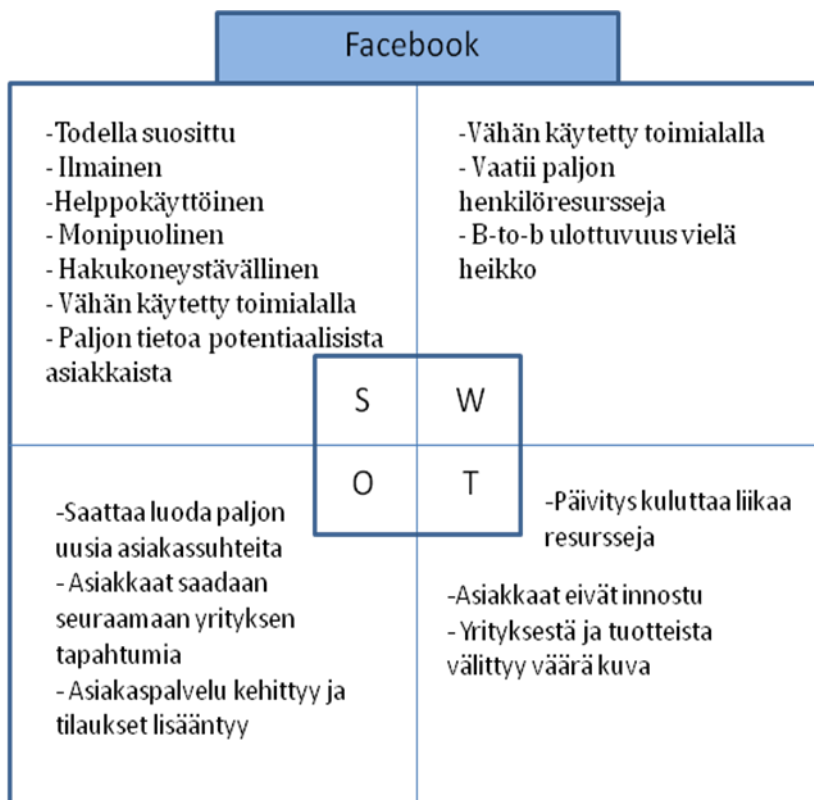 Facebook
-Todella suosittu
- Ilmainen
-Helppokäyttöinen
- Monipuolinen
- Hakukoneystävällinen
- Vähän käytetty toimialalla
- Paljon tietoa potentiaalisista
asiakkaista
-Vähän käytetty toimialalla
- Vaatii paljon
henkilöresursseja
- B-to-b ulottuvuus vielä
heikko
S
W
O
T
-Saattaa luoda paljon
uusia asiakassuhteita
- Asiakkaat saadaan
seuraamaan yrityksen
tapahtumia
- Asiakaspalvelu kehittyy ja
tilaukset lisääntyy
-Päivitys kuluttaa liikaa
resursseja
-Asiakkaat eivät innostu
- Yrityksestä ja tuotteista
välittyy väärä kuva